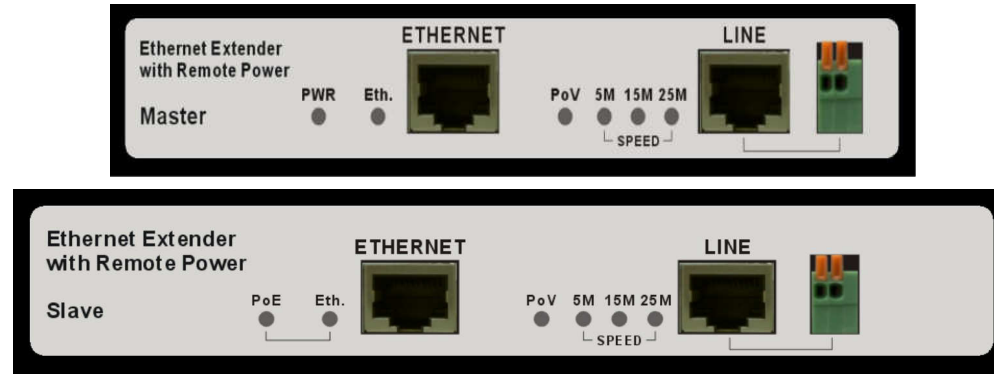 Ethernet Extender
with Remote Power
Master
PWR
Eth.
ETHERNET
PoV 5M 15M 25M
SPEED
LINE
Ethernet Extender
with Remote Power
Slave
PoE
Eth.
ETHERNET
PoV 5M 15M 25M
SPEED
LINE